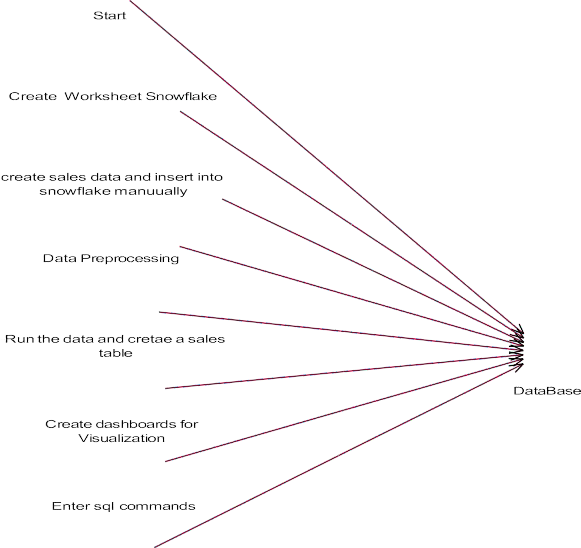 Start
Create Worksheet Snowflake
create sales data and insert into
snowflake manuually
Data Preprocessing
Run the data and cretae a sales
table
DataBase
Create dashboards for
Visualization
Enter sql commands